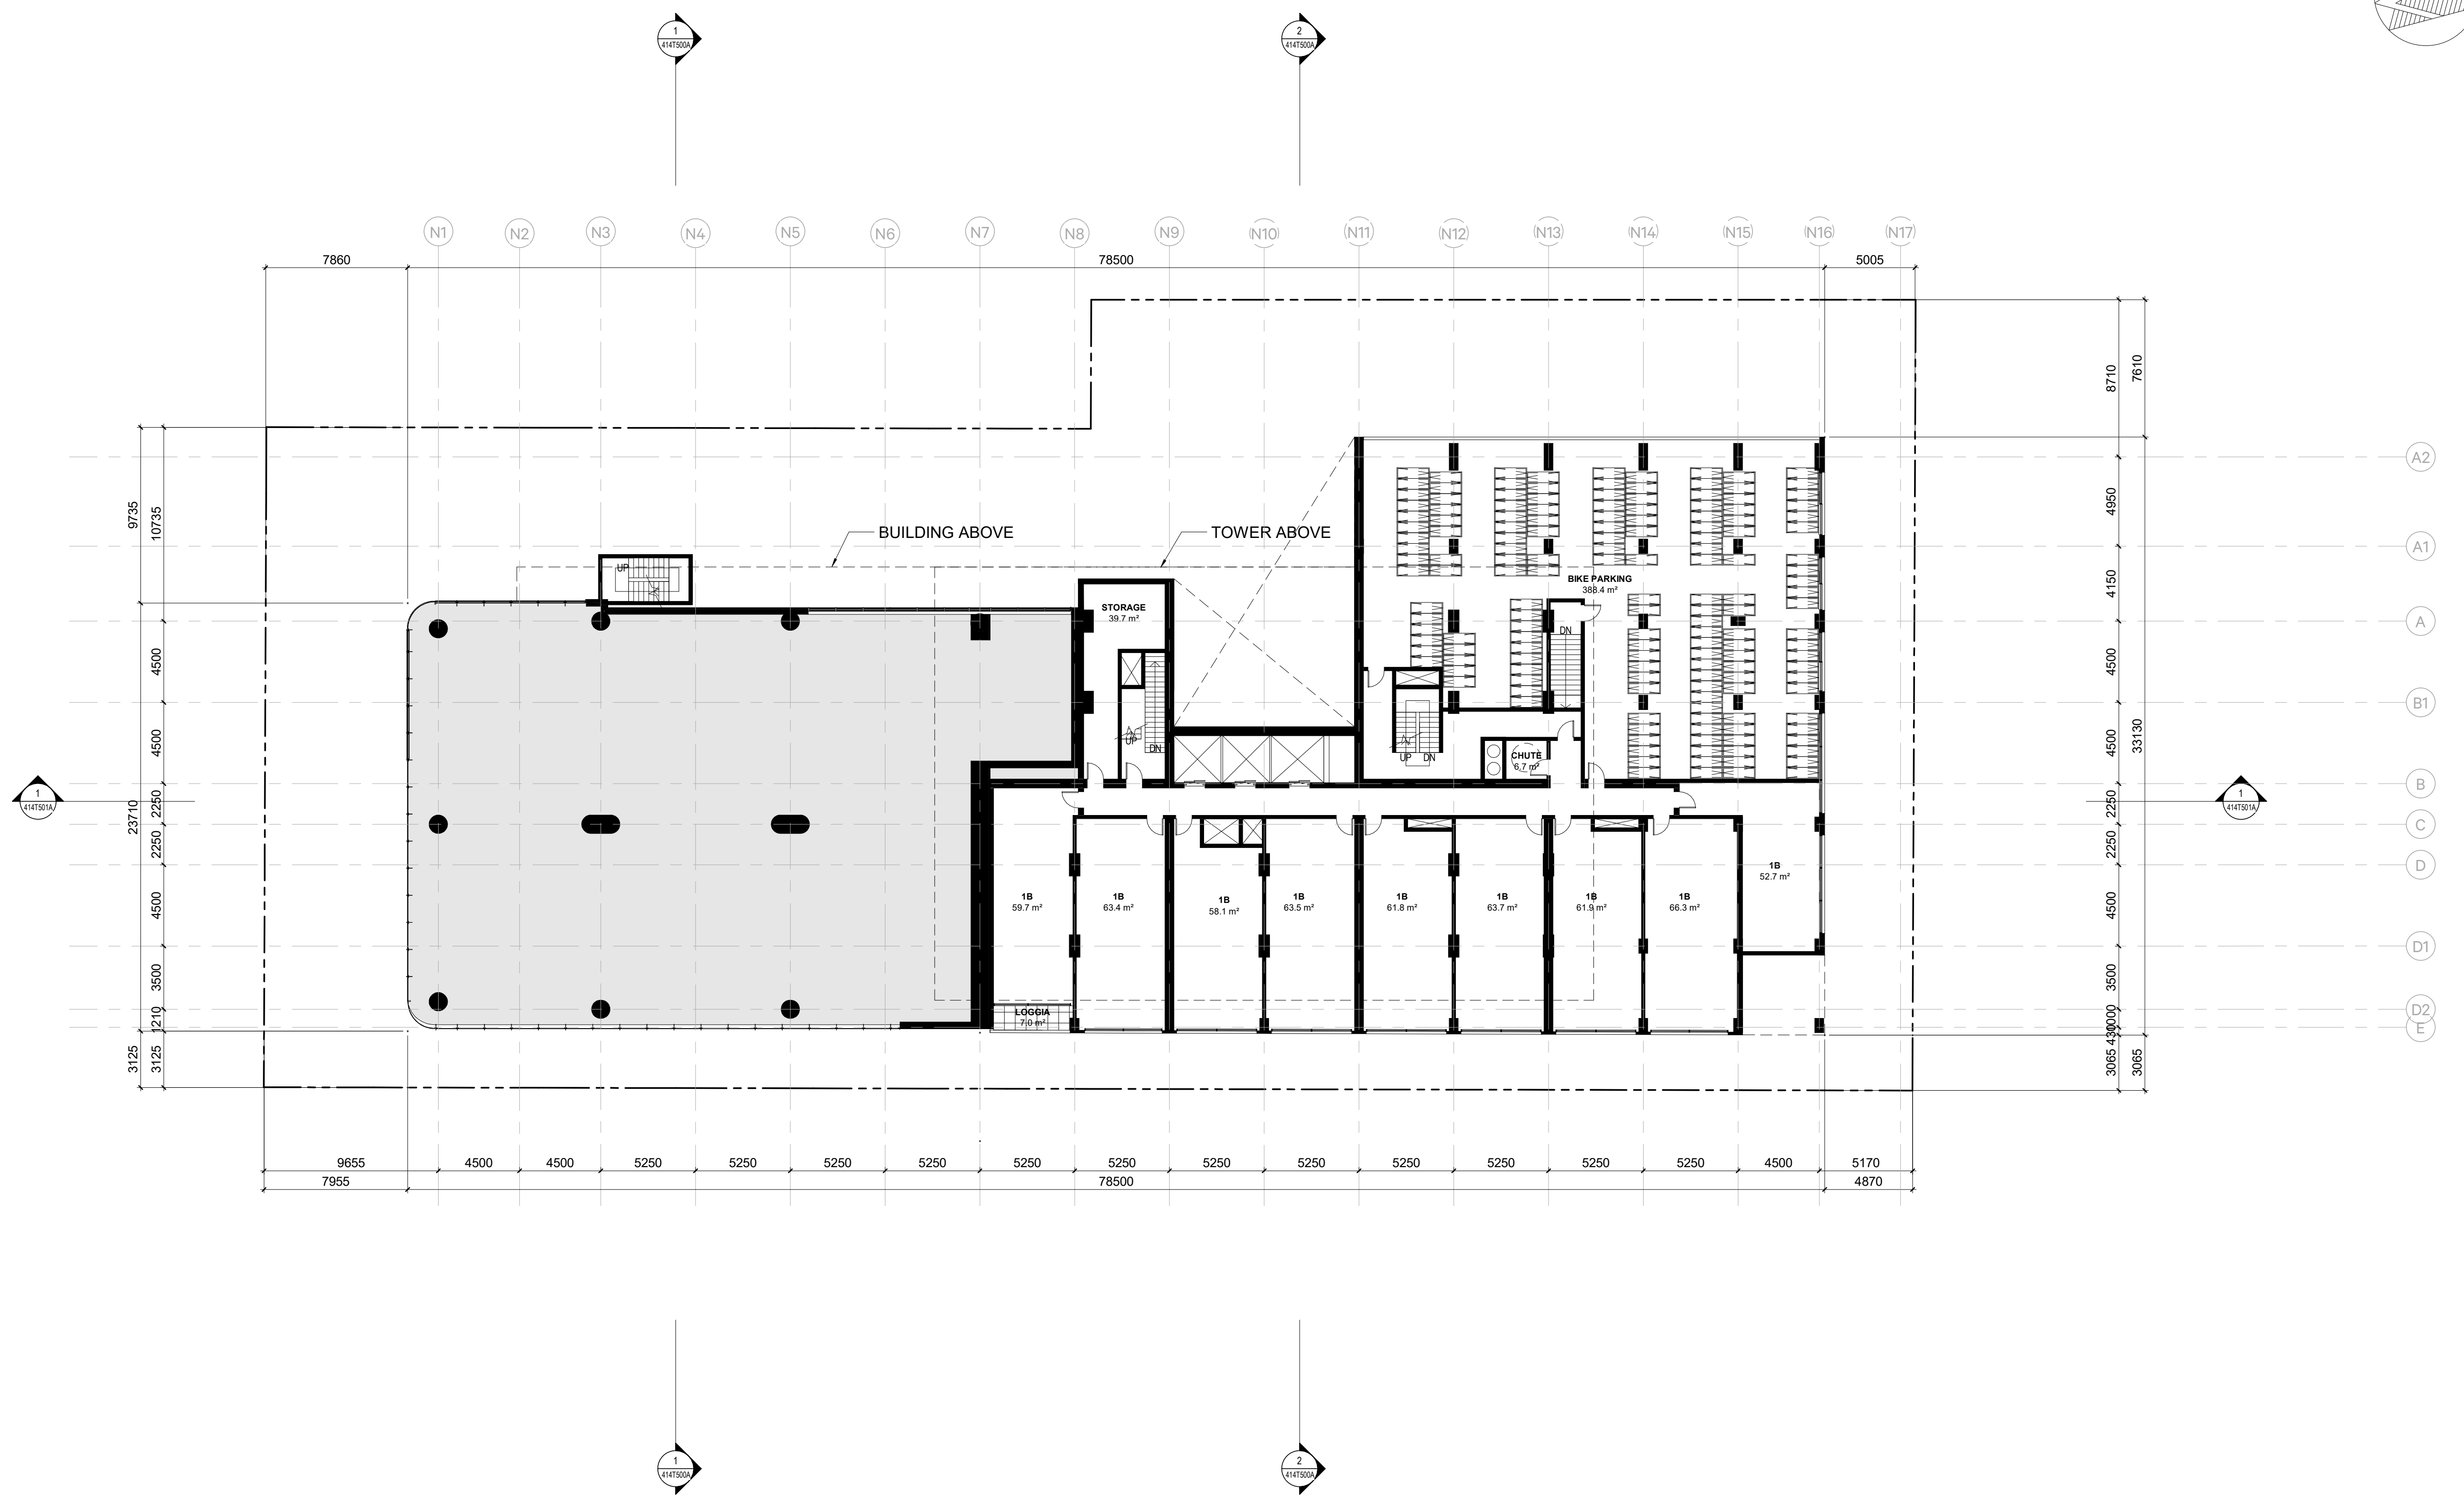 1
414T500A
2
414T500A
N1
N2
N3
N4
N5
N6
N7
N8
N9
N10
N11
N12
N13
N14
N15
N16
N17
7860
78500
5005
8710
7610
A2
9735
10735
4950
BUILDING ABOVE
TOWER ABOVE
A1
UP
STORAGE
39.7 m²
BIKE PARKING
388.4 m²
4150
DN
A
4500
4500
B1
UP
DN
UP
DN
CHUTE
6.7 m²
4500
4500
33130
B
1
414T501A
1
414T501A
23710
2250
2250
C
2250
2250
D
1B
59.7 m²
1B
63.4 m²
1B
58.1 m²
1B
63.5 m²
1B
61.8 m²
1B
63.7 m²
1B
61.9 m²
1B
66.3 m²
1B
52.7 m²
4500
4500
D1
3500
3500
LOGGIA
7.0 m²
D2
1210
1000
E
430
3125
3125
3065
3065
9655
4500
4500
5250
5250
5250
5250
5250
5250
5250
5250
5250
5250
5250
5250
4500
5170
7955
78500
4870
1
414T500A
2
414T500A